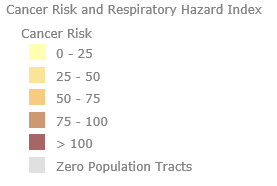 Cancer Risk and Respiratory Hazard Index
Cancer Risk
0 - 25
25 - 50
50 - 75
75 - 100
> 100
Zero Population Tracts